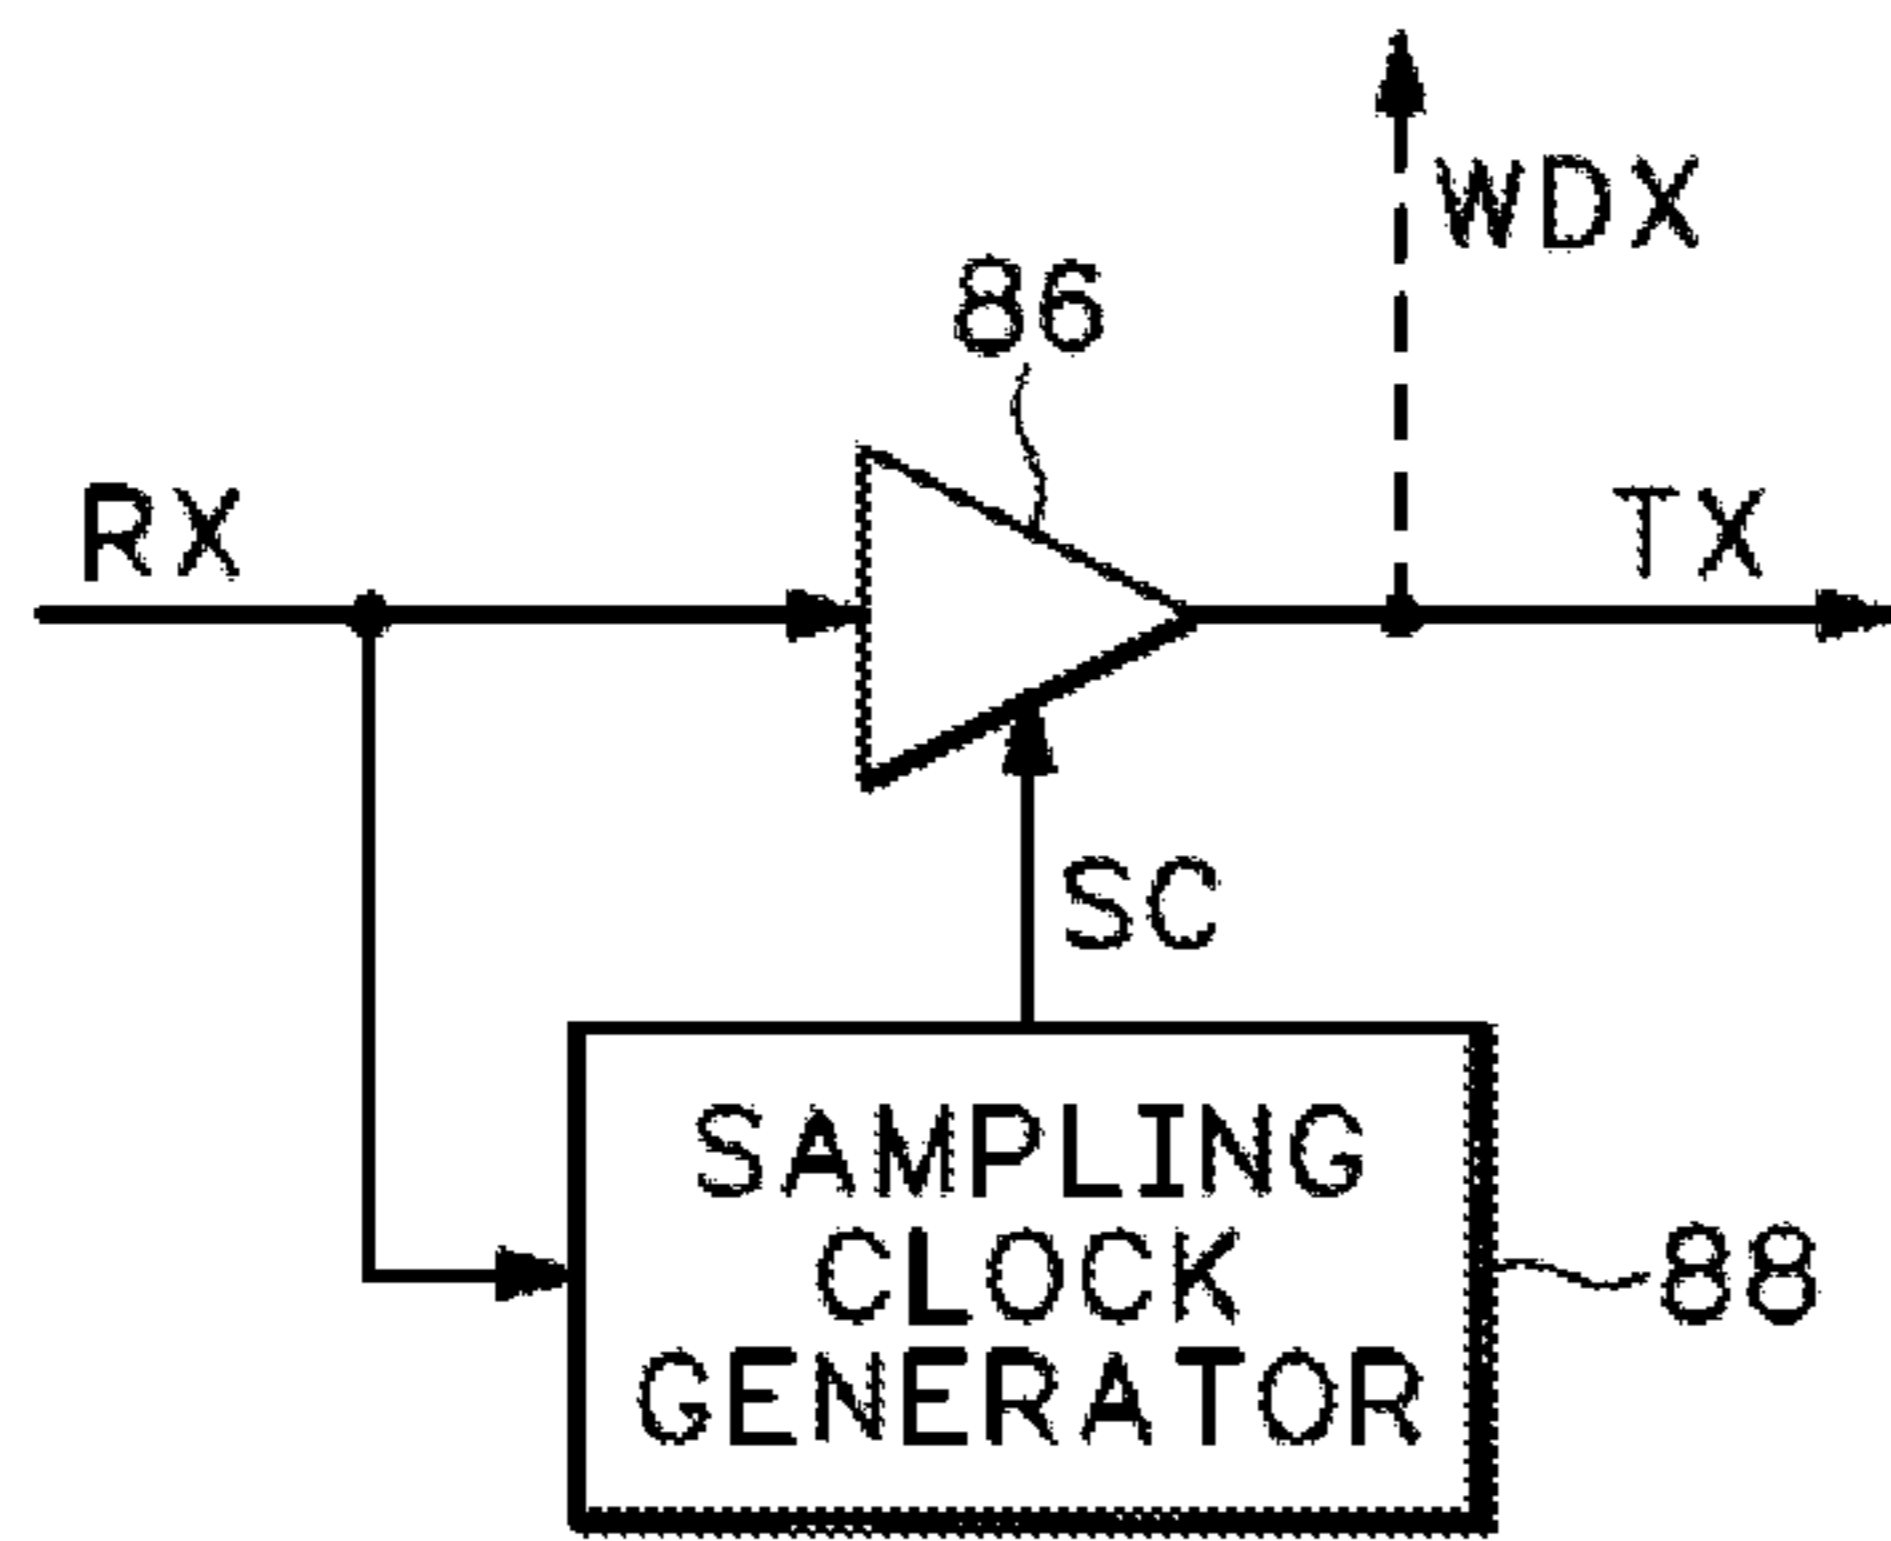 WDX
86
RX
TX
SC
SAMPLING
CLOCK
GENERATOR
88